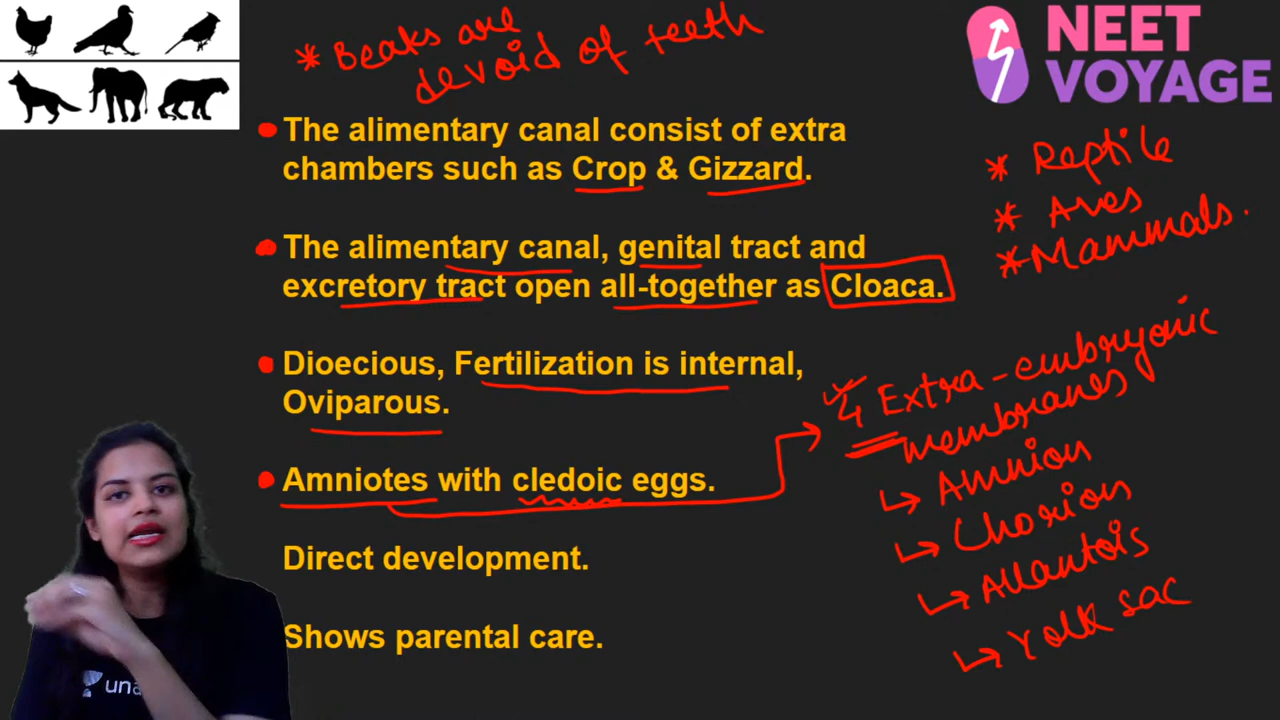 * Beaks are
devoid of teeth
NEET
VOYAGE
The alimentary canal consist of extra
chambers such as Crop & Gizzard.
* Reptile
* Aves
* Mammals.
The alimentary canal, genital tract and
excretory tract open all-together as Cloaca.
Dioecious, Fertilization is internal,
Oviparous.
4 Extra-embryonic
membranes
↳ Amnion
↳ Chorion
↳ Allantois
↳ Yolk sac
Amniotes with cledoic eggs.
Direct development.
Shows parental care.
una